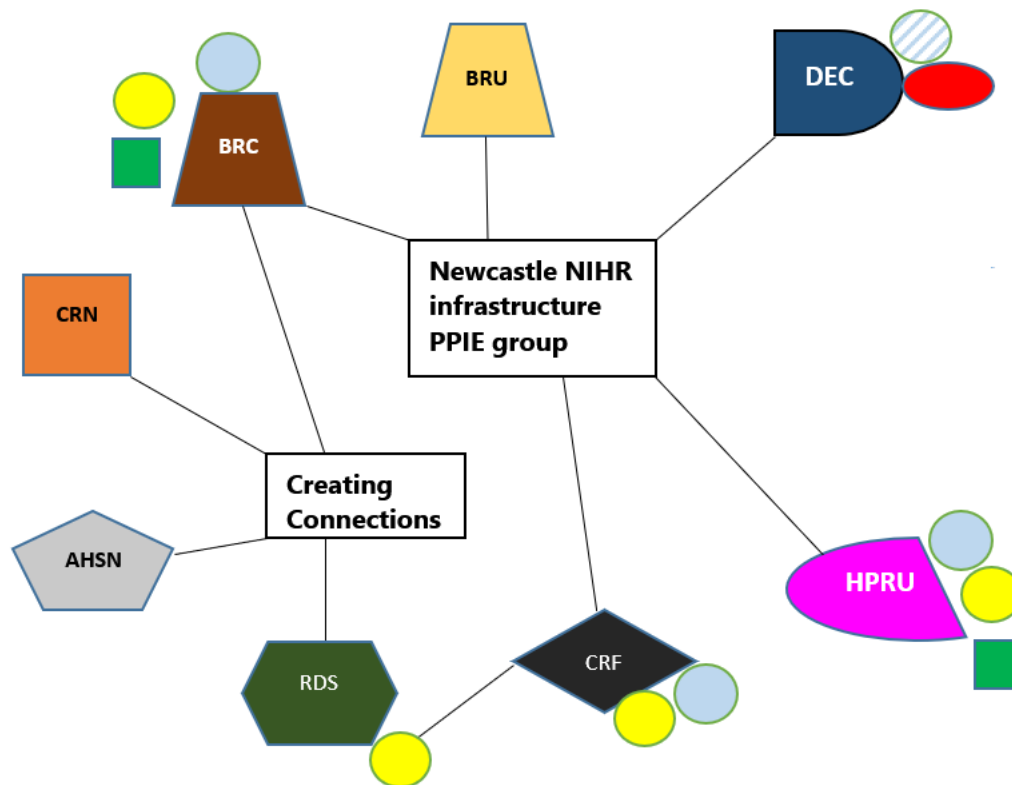 BRU
DEC
BRC
Newcastle NIHR
infrastructure
PPIE group
CRN
Creating
Connections
AHSN
HPRU
CRF
RDS